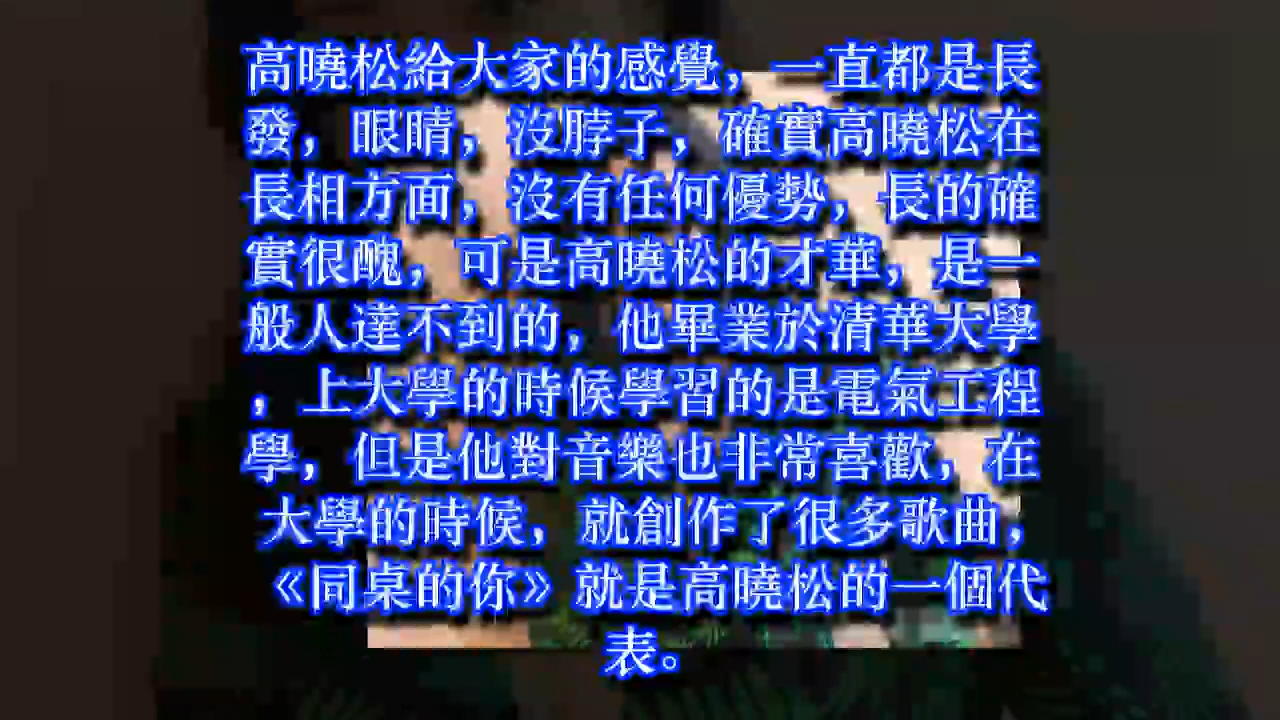 高曉松給大家的感覺，一直都是長
發，眼睛，沒脖子，確實高曉松在
長相方面，沒有任何優勢，長的確
實很醜，可是高曉松的才華，是一
般人達不到的，他畢業於清華大學
，上大學的時候學習的是電氣工程
學，但是他對音樂也非常喜歡，在
大學的時候，就創作了很多歌曲，
《同桌的你》就是高曉松的一個代
表。